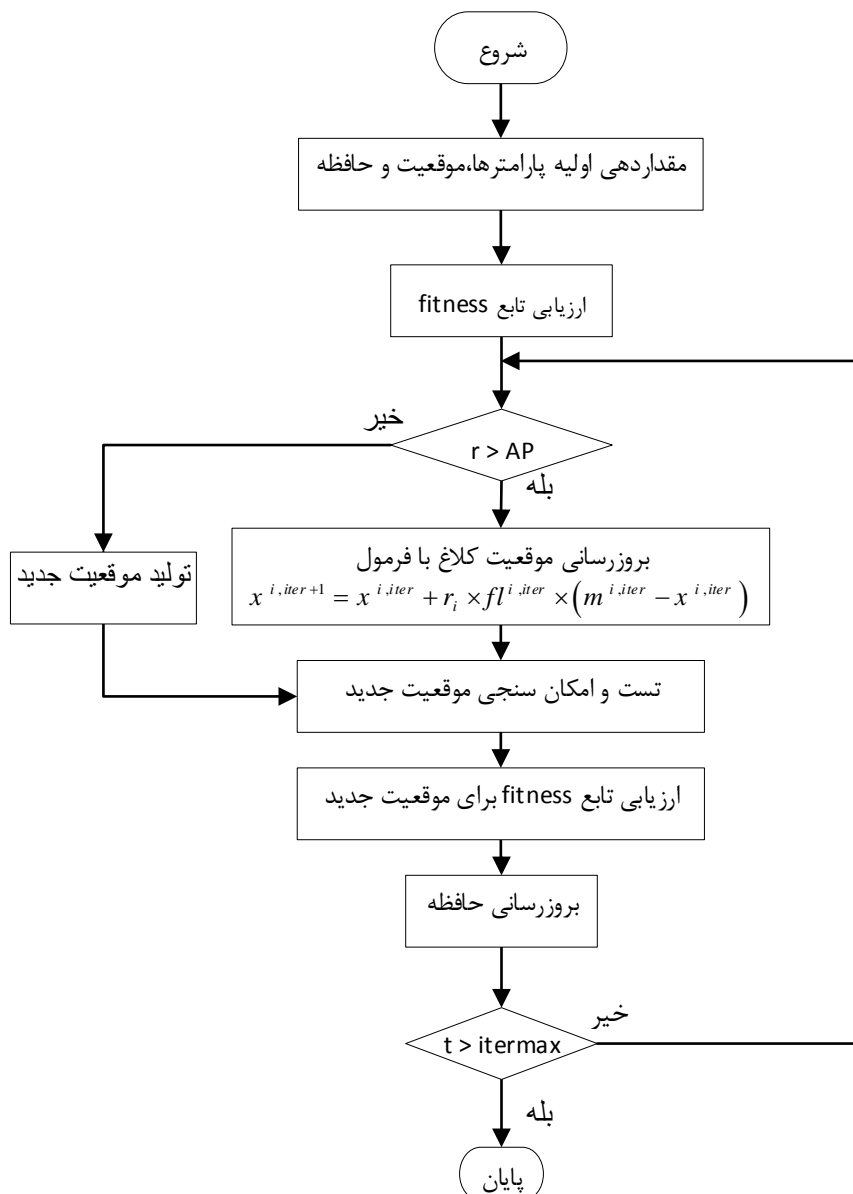 شروع
مقداردهی اولیه پارامترها،موقعیت و حافظه
ارزیابی تابع fitness
خیر
r > AP
بله
تولید موقعیت جدید
بروزرسانی موقعیت کلاغ با فرمول
x^{i,iter+1} = x^{i,iter} + r_i × fl^{i,iter} × (m^{i,iter} − x^{i,iter})
تست و امکان سنجی موقعیت جدید
ارزیابی تابع fitness برای موقعیت جدید
بروزرسانی حافظه
خیر
t > itermax
بله
پایان